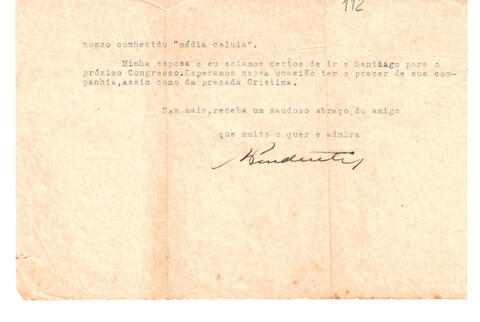 112
nosso conhecido "média celula".
Minha esposa e eu estamos certos de ir a Santiago para o
próximo Congresso.Esperamos nessa ocasião ter o prazer de sua com-
panhia,assim como da prezada Cristina.
Sem mais,receba um saudoso abraço do amigo
que muito o quer e admira